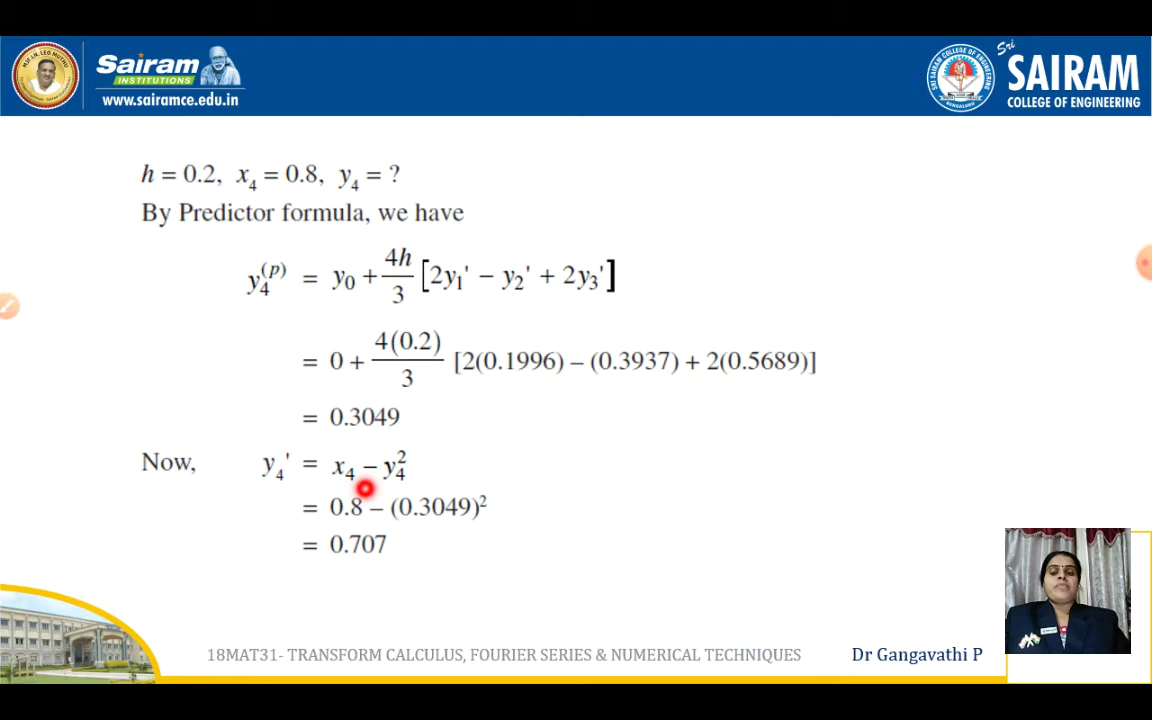 Sairam
INSTITUTIONS
www.sairamce.edu.in
Sri
SAIRAM
COLLEGE OF ENGINEERING
h = 0.2, x₄ = 0.8, y₄ = ?
By Predictor formula, we have
y₄⁽ᵖ⁾ = y₀ + 4h/3 [2y₁' − y₂' + 2y₃']
= 0 + 4(0.2)/3 [2(0.1996) – (0.3937) + 2(0.5689)]
= 0.3049
Now, y₄' = x₄ − y₄²
= 0.8 – (0.3049)²
= 0.707
18MAT31- TRANSFORM CALCULUS, FOURIER SERIES & NUMERICAL TECHNIQUES
Dr Gangavathi P